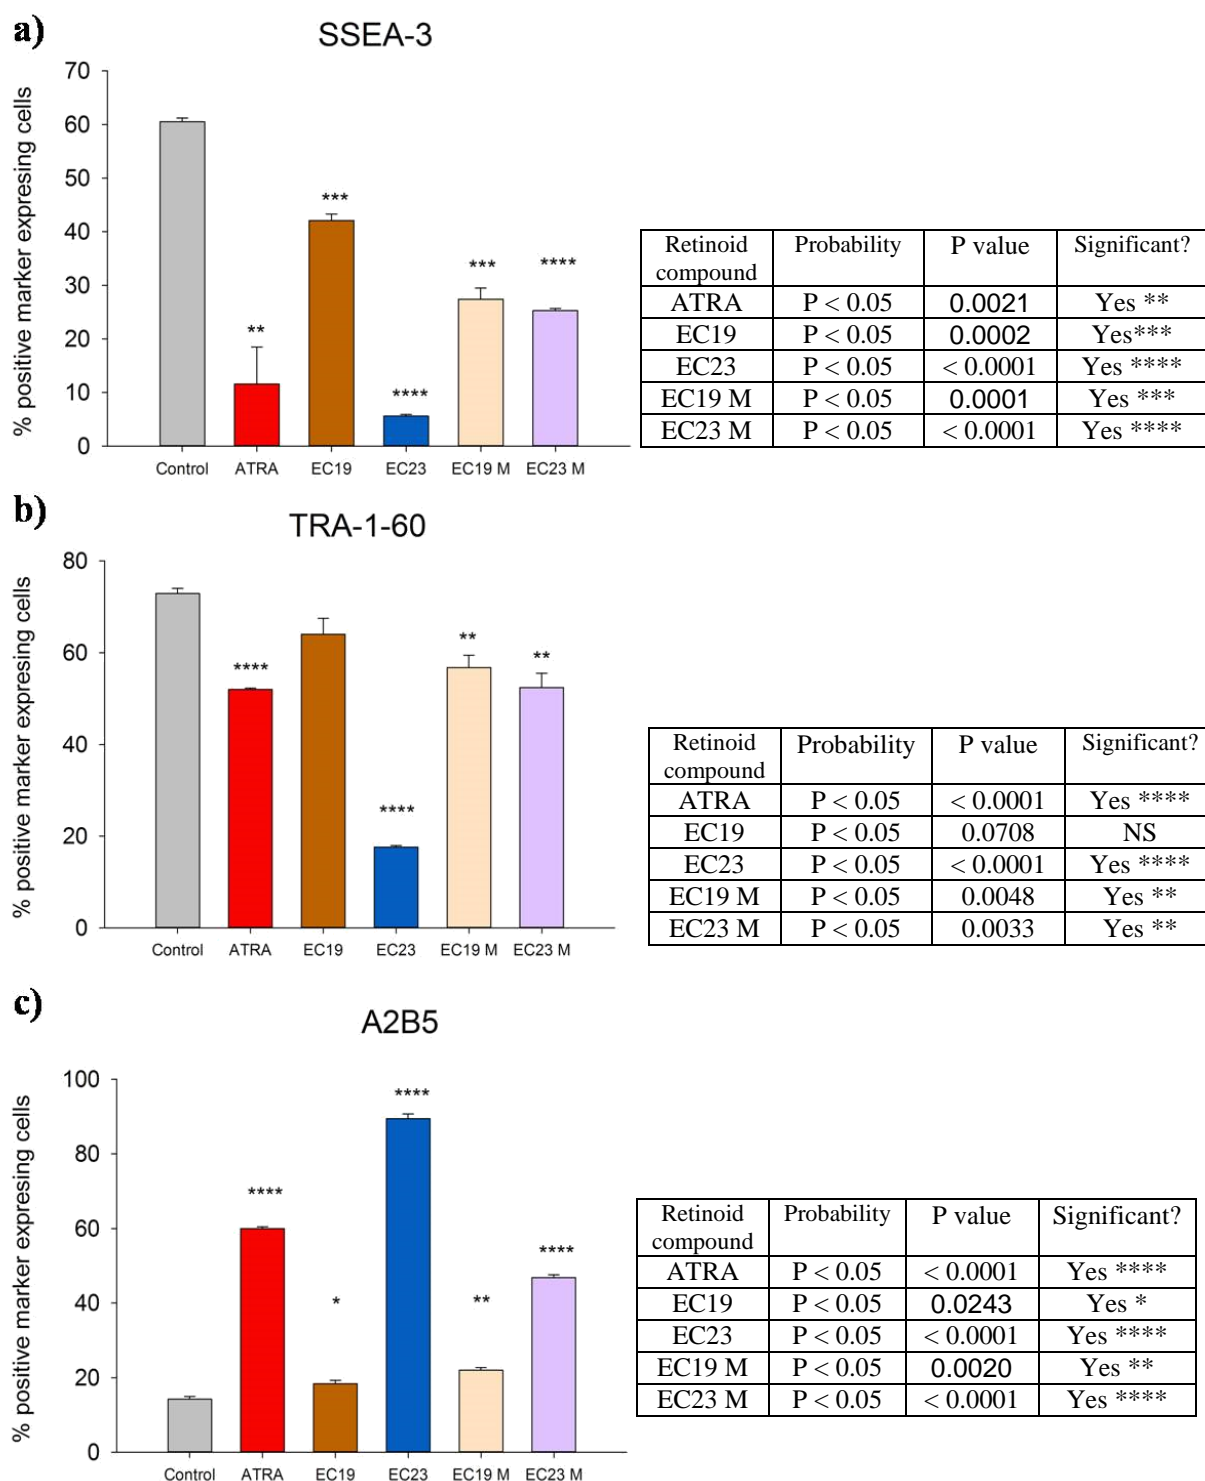 a)
SSEA-3
% positive marker expresing cells
70
60
50
40
30
20
10
0
**
***
****
***
****
Control ATRA EC19 EC23 EC19 M EC23 M
Retinoid compound Probability P value Significant?
ATRA P < 0.05 0.0021 Yes **
EC19 P < 0.05 0.0002 Yes***
EC23 P < 0.05 < 0.0001 Yes ****
EC19 M P < 0.05 0.0001 Yes ***
EC23 M P < 0.05 < 0.0001 Yes ****
b)
TRA-1-60
% positive marker expresing cells
80
60
40
20
0
****
****
**
**
Control ATRA EC19 EC23 EC19 M EC23 M
Retinoid compound Probability P value Significant?
ATRA P < 0.05 < 0.0001 Yes ****
EC19 P < 0.05 0.0708 NS
EC23 P < 0.05 < 0.0001 Yes ****
EC19 M P < 0.05 0.0048 Yes **
EC23 M P < 0.05 0.0033 Yes **
c)
A2B5
% positive marker expresing cells
100
80
60
40
20
0
****
*
****
**
****
Control ATRA EC19 EC23 EC19 M EC23 M
Retinoid compound Probability P value Significant?
ATRA P < 0.05 < 0.0001 Yes ****
EC19 P < 0.05 0.0243 Yes *
EC23 P < 0.05 < 0.0001 Yes ****
EC19 M P < 0.05 0.0020 Yes **
EC23 M P < 0.05 < 0.0001 Yes ****